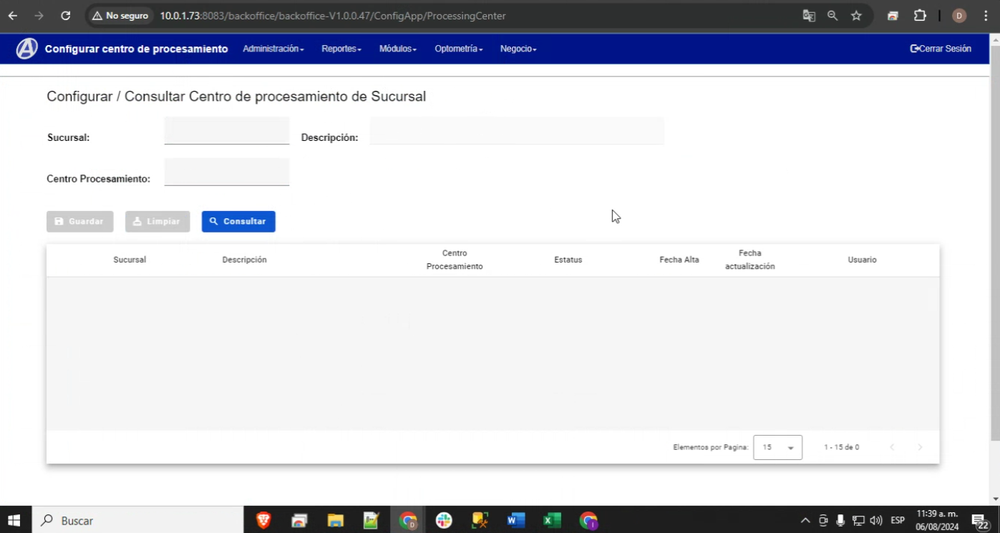 No seguro 10.0.1.73:8083/backoffice/backoffice-V1.0.0.47/ConfigApp/ProcessingCenter D
A Configurar centro de procesamiento Administración Reportes Módulos Optometría Negocio Cerrar Sesión
Configurar / Consultar Centro de procesamiento de Sucursal
Sucursal: Descripción:
Centro Procesamiento:
Guardar Limpiar Consultar
Sucursal Descripción Centro Procesamiento Estatus Fecha Alta Fecha actualización Usuario
Elementos por Pagina: 15 1 - 15 de 0
Buscar ESP 11:39 a. m.
06/08/2024 22